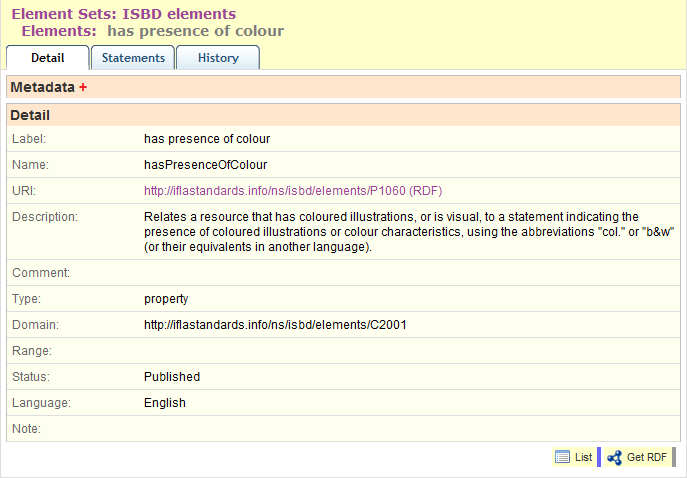 Element Sets: ISBD elements
Elements: has presence of colour
Detail Statements History
Metadata +
Detail
Label: has presence of colour
Name: hasPresenceOfColour
URI: http://iflastandards.info/ns/isbd/elements/P1060 (RDF)
Description: Relates a resource that has coloured illustrations, or is visual, to a statement indicating the
presence of coloured illustrations or colour characteristics, using the abbreviations "col." or "b&w"
(or their equivalents in another language).
Comment:
Type: property
Domain: http://iflastandards.info/ns/isbd/elements/C2001
Range:
Status: Published
Language: English
Note:
List Get RDF